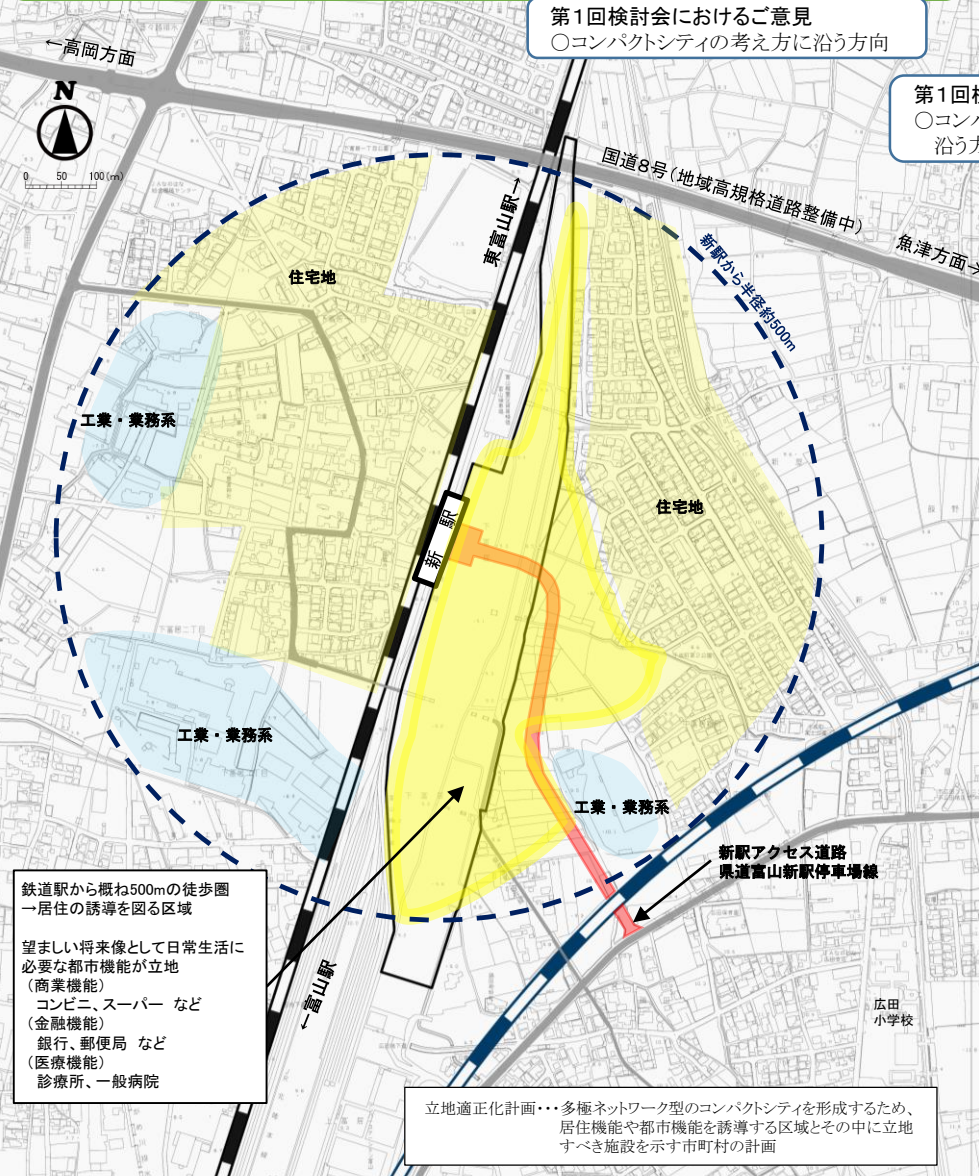 第1回検討会におけるご意見
○コンパクトシティの考え方に沿う方向
←高岡方面
第1回検
○コンパ
沿う方
N
0 50 100(m)
国道8号(地域高規格道路整備中)
魚津方面→
東富山駅→
新駅から半径約500m
住宅地
工業・業務系
住宅地
新駅
工業・業務系
工業・業務系
新駅アクセス道路
県道富山新駅停車場線
鉄道駅から概ね500mの徒歩圏
→居住の誘導を図る区域
望ましい将来像として日常生活に
必要な都市機能が立地
(商業機能)
コンビニ、スーパー など
(金融機能)
銀行、郵便局 など
(医療機能)
診療所、一般病院
←富山駅
広田
小学校
立地適正化計画・・・多極ネットワーク型のコンパクトシティを形成するため、
居住機能や都市機能を誘導する区域とその中に立地
すべき施設を示す市町村の計画